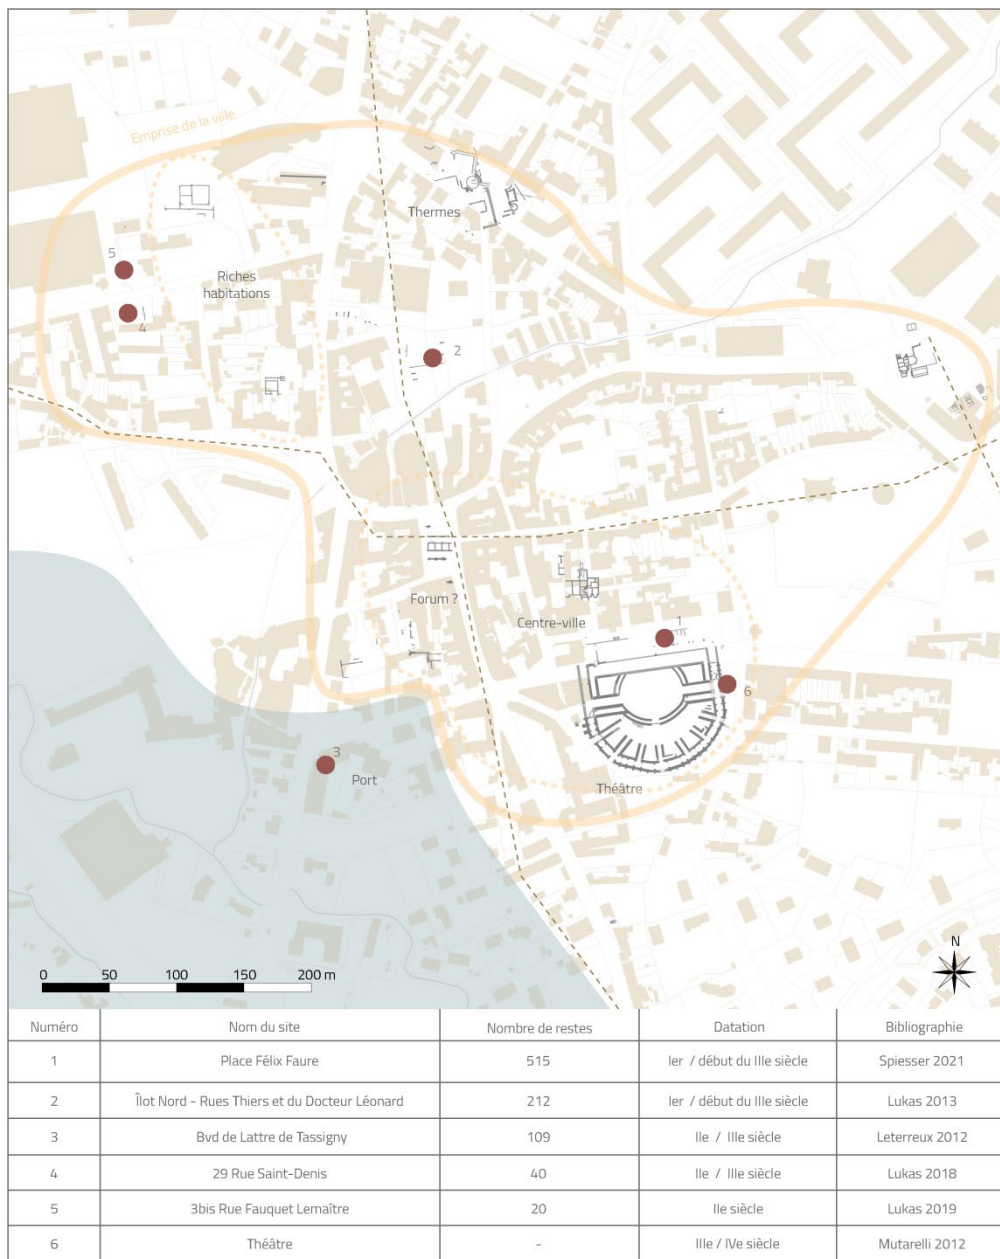 Emprise de la ville
Thermes
5
Riches
habitations
4
2
Forum ?
Centre-ville
1
6
3
Port
Théâtre
N
0 50 100 150 200 m
Numéro Nom du site Nombre de restes Datation Bibliographie
1 Place Félix Faure 515 Ier / début du IIIe siècle Spiesser 2021
2 Îlot Nord - Rues Thiers et du Docteur Léonard 212 Ier / début du IIIe siècle Lukas 2013
3 Bvd de Lattre de Tassigny 109 IIe / IIIe siècle Leterreux 2012
4 29 Rue Saint-Denis 40 IIe / IIIe siècle Lukas 2018
5 3bis Rue Fauquet Lemaître 20 IIe siècle Lukas 2019
6 Théâtre - IIIe / IVe siècle Mutarelli 2012